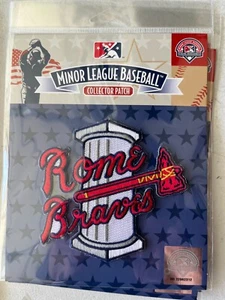 MINOR LEAGUE BASEBALL
COLLECTOR PATCH
Rome
Braves